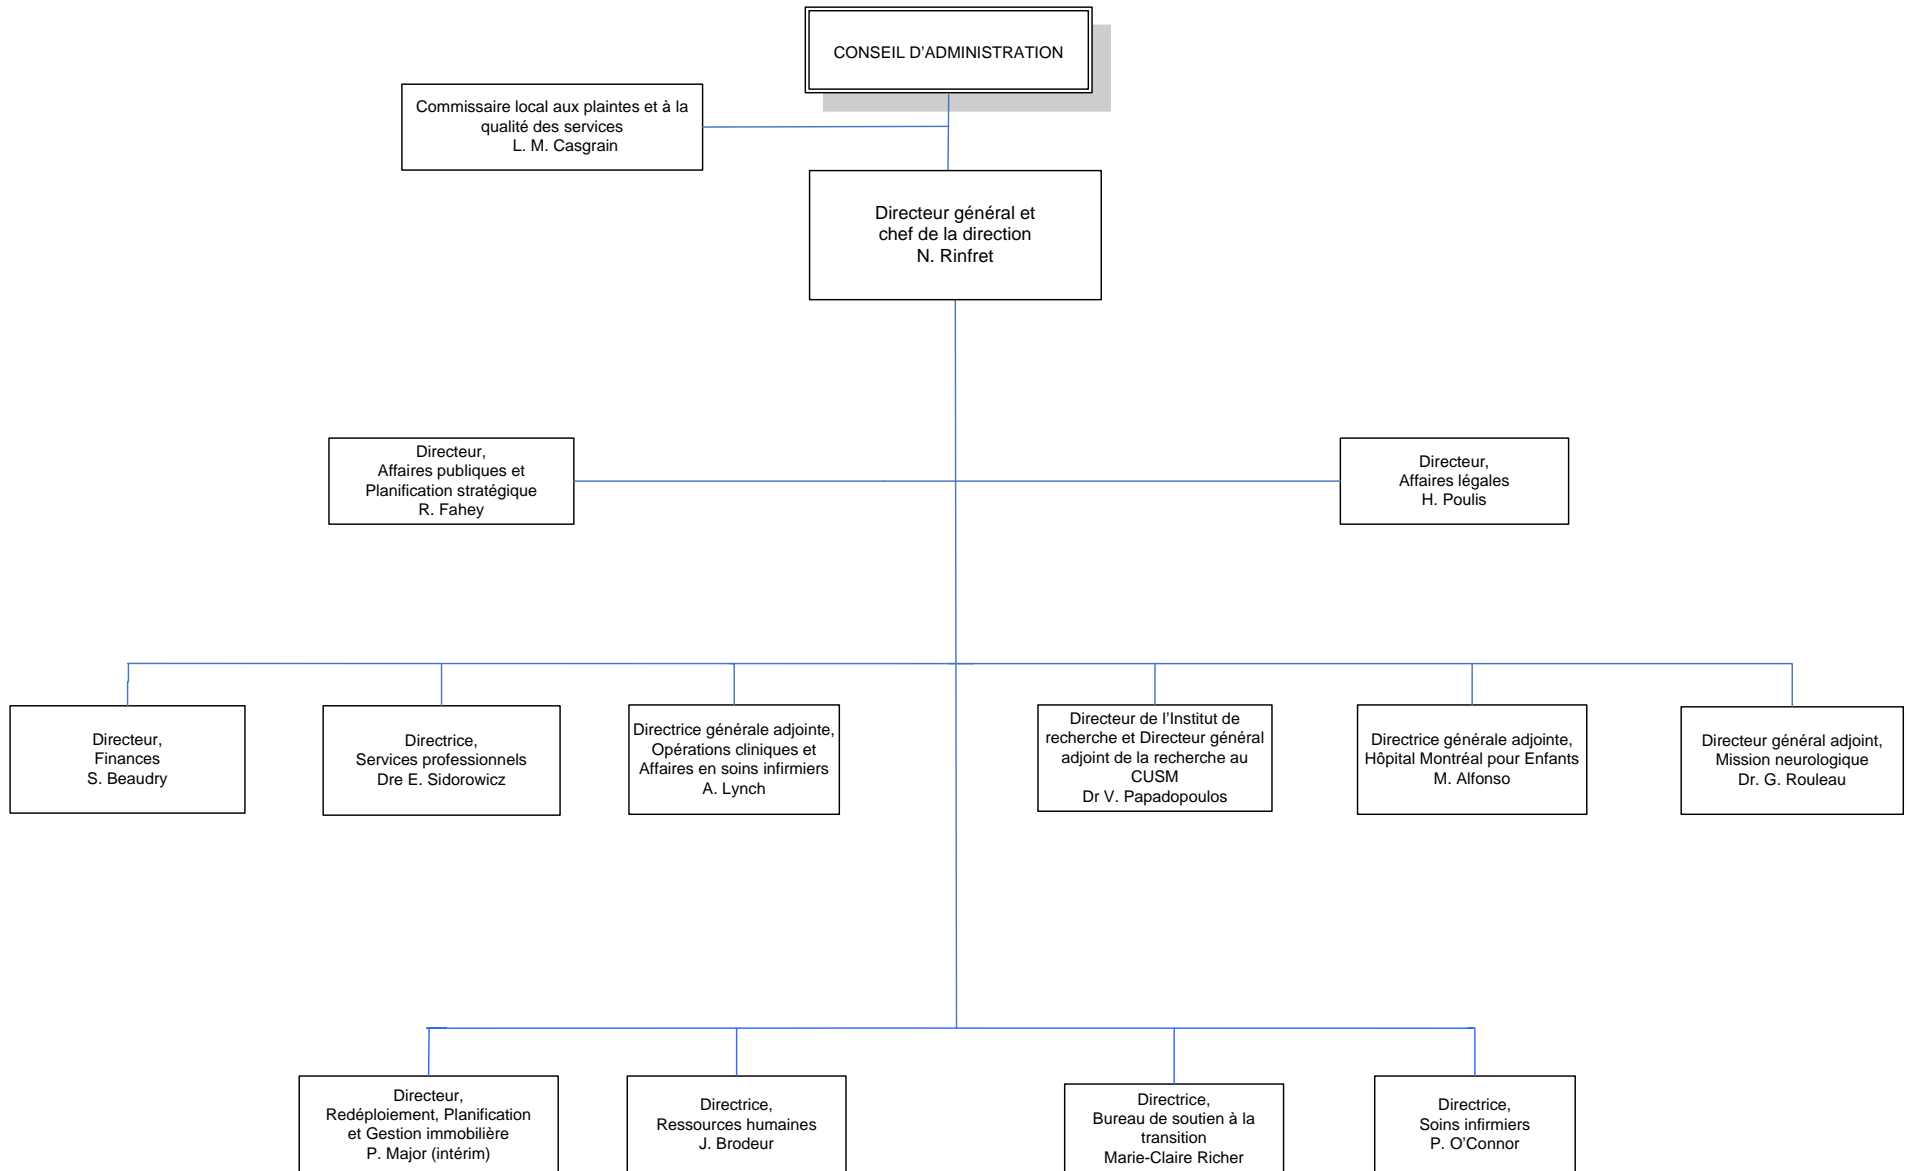 CONSEIL D'ADMINISTRATION
Commissaire local aux plaintes et à la
qualité des services
L. M. Casgrain
Directeur général et
chef de la direction
N. Rinfret
Directeur,
Affaires publiques et
Planification stratégique
R. Fahey
Directeur,
Affaires légales
H. Poulis
Directeur,
Finances
S. Beaudry
Directrice,
Services professionnels
Dre E. Sidorowicz
Directrice générale adjointe,
Opérations cliniques et
Affaires en soins infirmiers
A. Lynch
Directeur de l'Institut de
recherche et Directeur général
adjoint de la recherche au
CUSM
Dr V. Papadopoulos
Directrice générale adjointe,
Hôpital Montréal pour Enfants
M. Alfonso
Directeur général adjoint,
Mission neurologique
Dr. G. Rouleau
Directeur,
Redéploiement, Planification
et Gestion immobilière
P. Major (intérim)
Directrice,
Ressources humaines
J. Brodeur
Directrice,
Bureau de soutien à la
transition
Marie-Claire Richer
Directrice,
Soins infirmiers
P. O'Connor